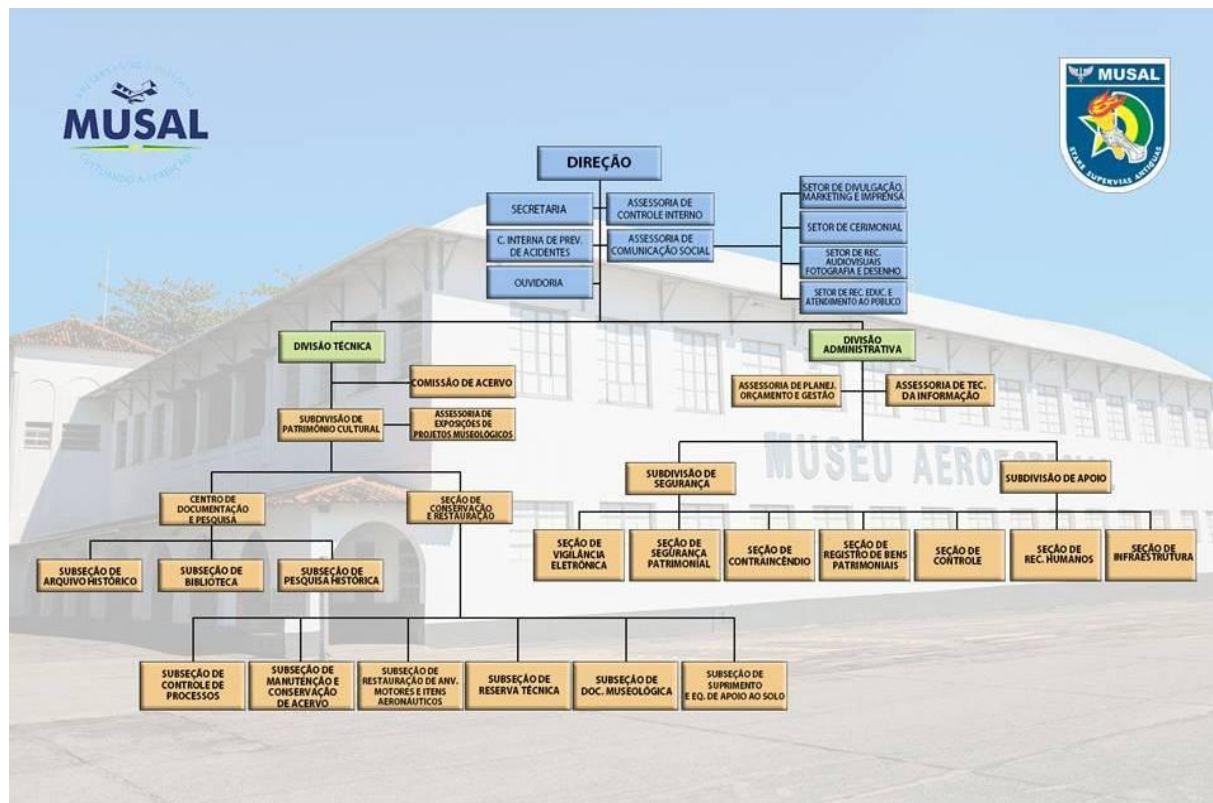 MUSAL
CULTUANDO A TRADIÇÃO
MUSAL
STARE SUPERVIAS ANTIQUAS
DIREÇÃO
SECRETARIA
ASSESSORIA DE
CONTROLE INTERNO
C. INTERNA DE PREV.
DE ACIDENTES
ASSESSORIA DE
COMUNICAÇÃO SOCIAL
OUVIDORIA
SETOR DE DIVULGAÇÃO,
MARKETING E IMPRENSA
SETOR DE CERIMONIAL
SETOR DE REC.
AUDIOVISUAIS
FOTOGRAFIA E DESENHO
SETOR DE REC. EDUC. E
ATENDIMENTO AO PÚBLICO
DIVISÃO TÉCNICA
DIVISÃO
ADMINISTRATIVA
COMISSÃO DE ACERVO
SUBDIVISÃO DE
PATRIMÔNIO CULTURAL
ASSESSORIA DE
EXPOSIÇÕES DE
PROJETOS MUSEOLÓGICOS
ASSESSORIA DE PLANEJ.
ORÇAMENTO E GESTÃO
ASSESSORIA DE TEC.
DA INFORMAÇÃO
MUSEU
SUBDIVISÃO DE
SEGURANÇA
SUBDIVISÃO DE APOIO
CENTRO DE
DOCUMENTAÇÃO
E PESQUISA
SEÇÃO DE
CONSERVAÇÃO
E RESTAURAÇÃO
SEÇÃO DE
VIGILÂNCIA
ELETRÔNICA
SEÇÃO DE
SEGURANÇA
PATRIMONIAL
SEÇÃO DE
CONTRAINCÊNDIO
SEÇÃO DE
REGISTRO DE BENS
PATRIMONIAIS
SEÇÃO DE
CONTROLE
SEÇÃO DE
REC. HUMANOS
SEÇÃO DE
INFRAESTRUTURA
SUBSEÇÃO DE
ARQUIVO HISTÓRICO
SUBSEÇÃO DE
BIBLIOTECA
SUBSEÇÃO DE
PESQUISA HISTÓRICA
SUBSEÇÃO DE
CONTROLE DE
PROCESSOS
SUBSEÇÃO DE
MANUTENÇÃO E
CONSERVAÇÃO
DE ACERVO
SUBSEÇÃO DE
RESTAURAÇÃO DE ANV.
MOTORES E ITENS
AERONÁUTICOS
SUBSEÇÃO DE
RESERVA TÉCNICA
SUBSEÇÃO DE
DOC. MUSEOLÓGICA
SUBSEÇÃO DE
SUPRIMENTO
E EQ. DE APOIO AO SOLO